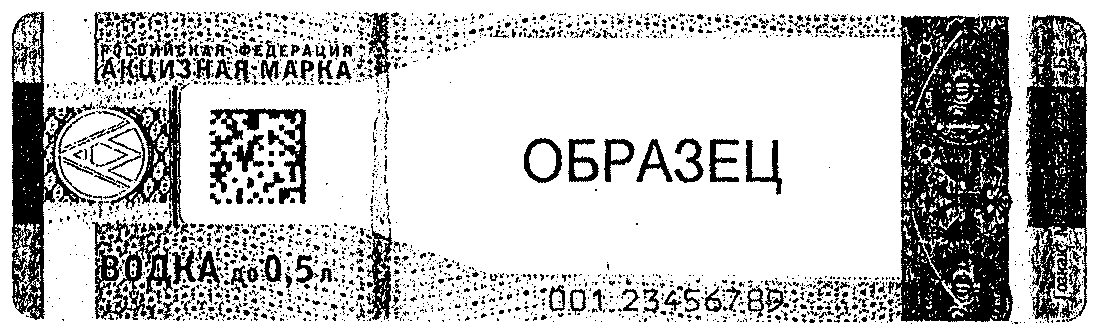 РОССИЙСКАЯ ФЕДЕРАЦИЯ
АКЦИЗНАЯ МАРКА
ОБРАЗЕЦ
ВОДКА до 0,5 л
001 23456789